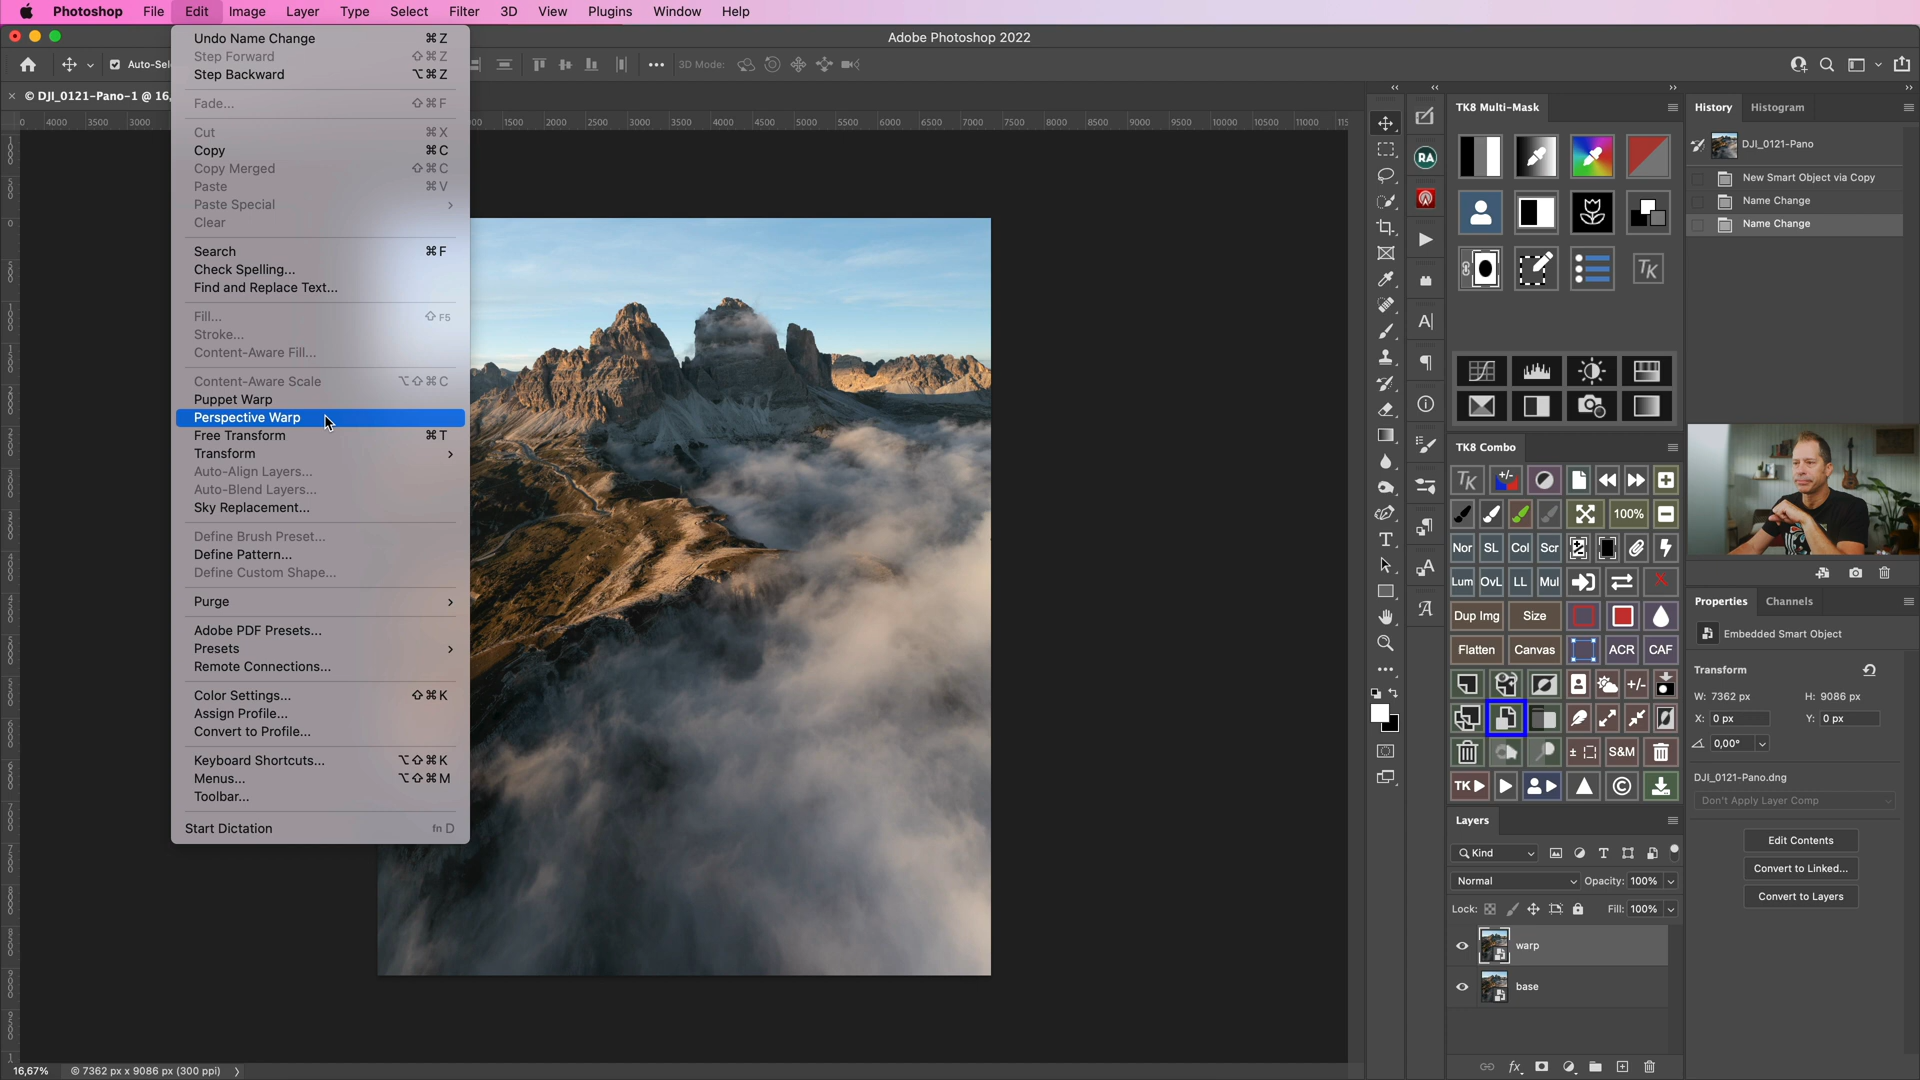 Photoshop File Edit Image Layer Type Select Filter 3D View Plugins Window Help
Adobe Photoshop 2022
Auto-Sel
3D Mode:
× © DJI_0121-Pano-1 @ 16,
Undo Name Change ⌘Z
Step Forward ⇧⌘Z
Step Backward ⌥⌘Z
Fade... ⇧⌘F
Cut ⌘X
Copy ⌘C
Copy Merged ⇧⌘C
Paste ⌘V
Paste Special >
Clear
Search ⌘F
Check Spelling...
Find and Replace Text...
Fill... ⇧F5
Stroke...
Content-Aware Fill...
Content-Aware Scale ⌥⇧⌘C
Puppet Warp
Perspective Warp
Free Transform ⌘T
Transform >
Auto-Align Layers...
Auto-Blend Layers...
Sky Replacement...
Define Brush Preset...
Define Pattern...
Define Custom Shape...
Purge >
Adobe PDF Presets...
Presets >
Remote Connections...
Color Settings... ⇧⌘K
Assign Profile...
Convert to Profile...
Keyboard Shortcuts... ⌥⇧⌘K
Menus... ⌥⇧⌘M
Toolbar...
Start Dictation fn D
0 4000 3500 3000
1500 2000 2500 3000 3500 4000 4500 5000 5500 6000 6500 7000 7500 8000 8500 9000 9500 10000 10500 11000 115
16,67% © 7362 px x 9086 px (300 ppi) >
RA
TK8 Multi-Mask
TK
TK8 Combo
TK +/-
100%
Nor SL Col Scr
Lum OvL LL Mul X
Dup Img Size
Flatten Canvas ACR CAF
+/-
S&M
TK
Layers
Kind
Normal Opacity: 100%
Lock: Fill: 100%
warp
base
fx
History Histogram
DJI_0121-Pano
New Smart Object via Copy
Name Change
Name Change
Properties Channels
Embedded Smart Object
Transform
W: 7362 px H: 9086 px
X: 0 px Y: 0 px
0,00°
DJI_0121-Pano.dng
Don't Apply Layer Comp
Edit Contents
Convert to Linked...
Convert to Layers